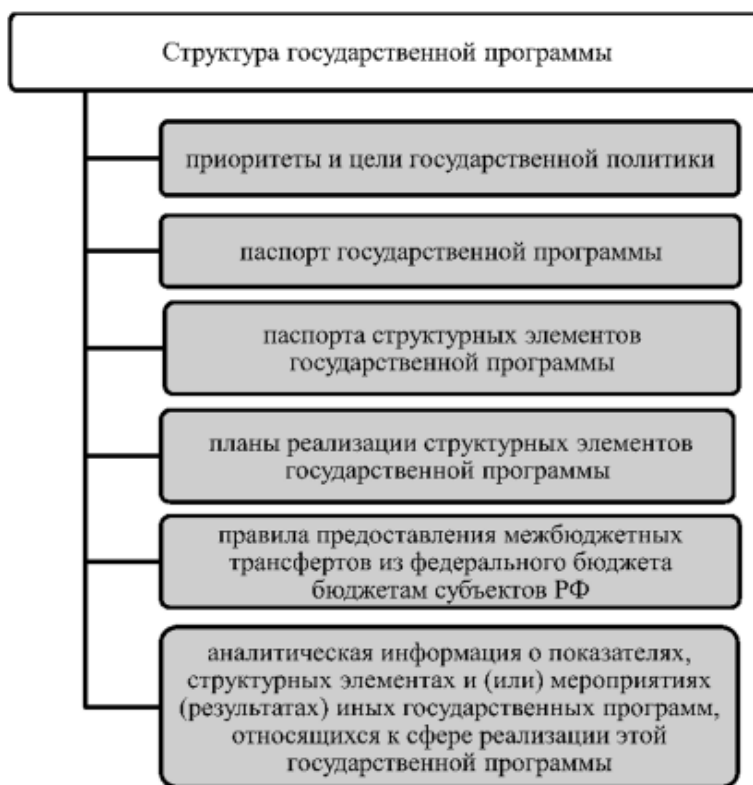 Структура государственной программы
приоритеты и цели государственной политики
паспорт государственной программы
паспорта структурных элементов
государственной программы
планы реализации структурных элементов
государственной программы
правила предоставления межбюджетных
трансфертов из федерального бюджета
бюджетам субъектов РФ
аналитическая информация о показателях,
структурных элементах и (или) мероприятиях
(результатах) иных государственных программ,
относящихся к сфере реализации этой
государственной программы